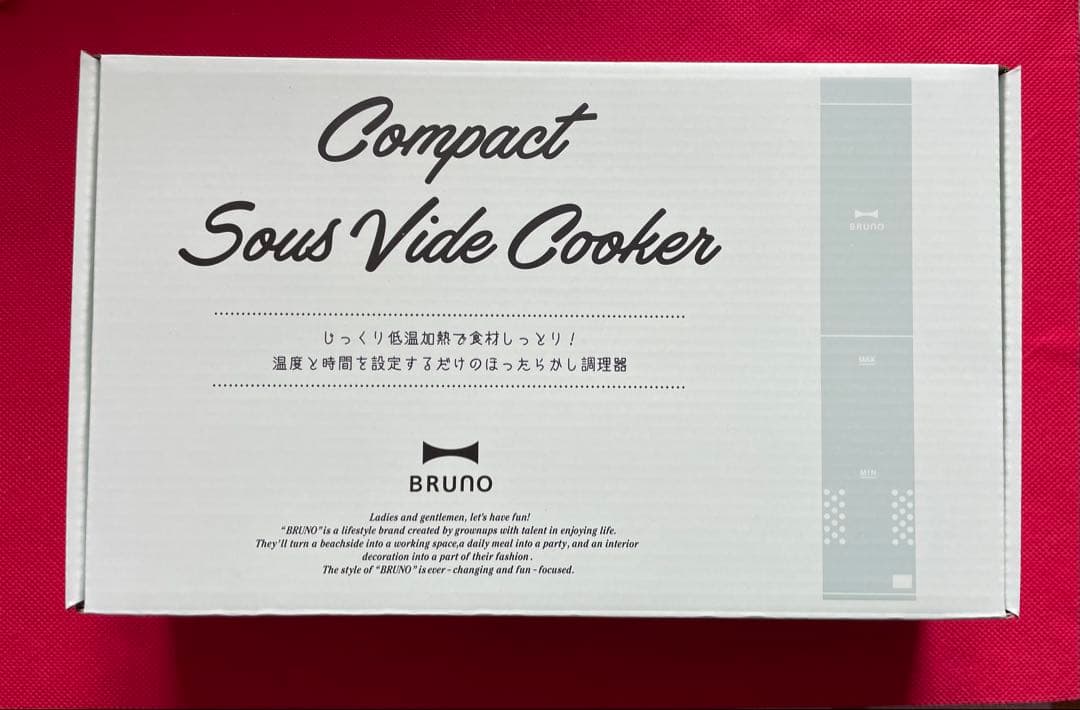 Compact
Sous Vide Cooker
じっくり低温加熱で食材しっとり!
温度と時間を設定するだけのほったらかし調理器
BRUNO
Ladies and gentlemen, let's have fun!
“BRUNO”is a lifestyle brand created by grownups with talent in enjoying life.
They'll turn a beachside into a working space,a daily meal into a party, and an interior
decoration into a part of their fashion.
The style of “BRUNO” is ever-changing and fun-focused.
BRUNO
MAX
MIN